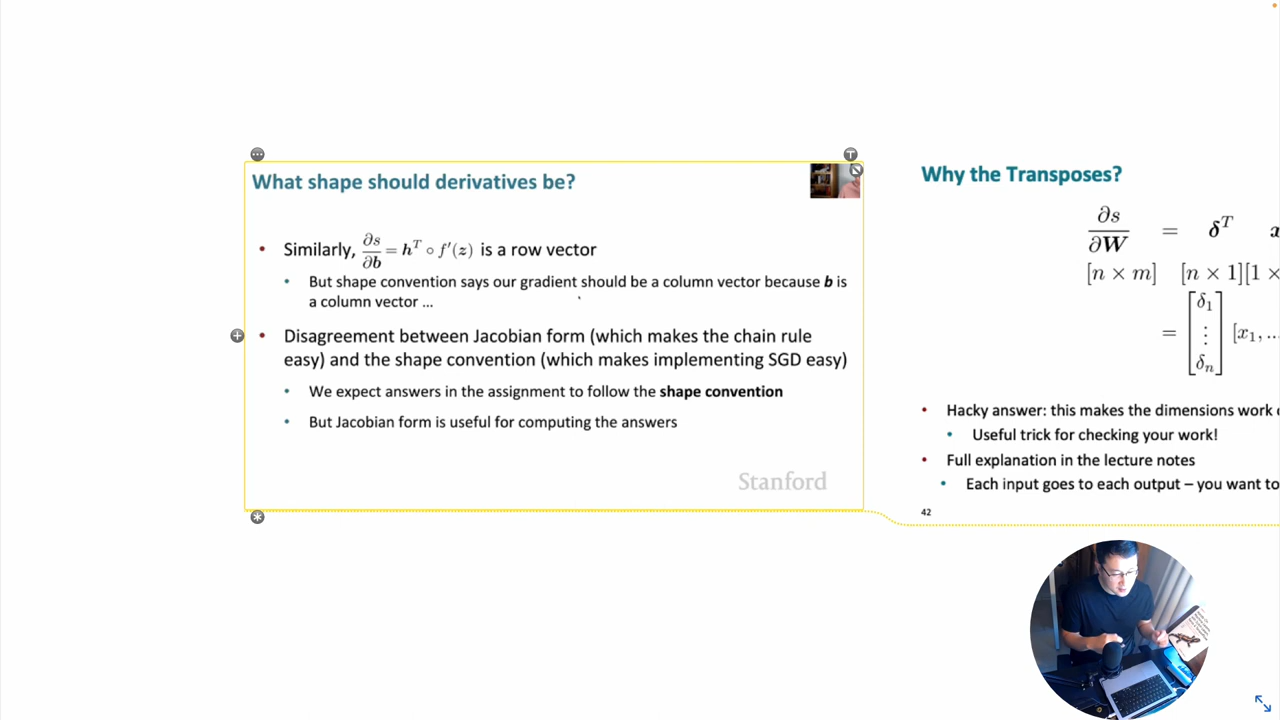 What shape should derivatives be?
• Similarly, ∂s/∂b = hᵀ ∘ f′(z) is a row vector
• But shape convention says our gradient should be a column vector because b is
a column vector ...
• Disagreement between Jacobian form (which makes the chain rule
easy) and the shape convention (which makes implementing SGD easy)
• We expect answers in the assignment to follow the shape convention
• But Jacobian form is useful for computing the answers
Stanford
Why the Transposes?
∂s/∂W = δᵀ x
[n × m] [n × 1][1 ×
= [δ₁ ⋮ δₙ] [x₁, ...
• Hacky answer: this makes the dimensions work
• Useful trick for checking your work!
• Full explanation in the lecture notes
• Each input goes to each output – you want to
42